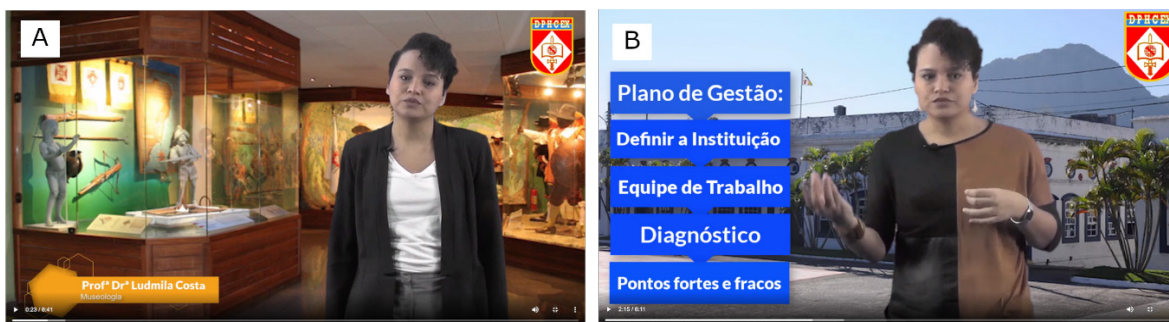 A
DPHCEX
Profª Drª Ludmila Costa
Museologia
0:23 / 6:41
B
DPHCEX
Plano de Gestão:
Definir a Instituição
Equipe de Trabalho
Diagnóstico
Pontos fortes e fracos
2:15 / 6:11